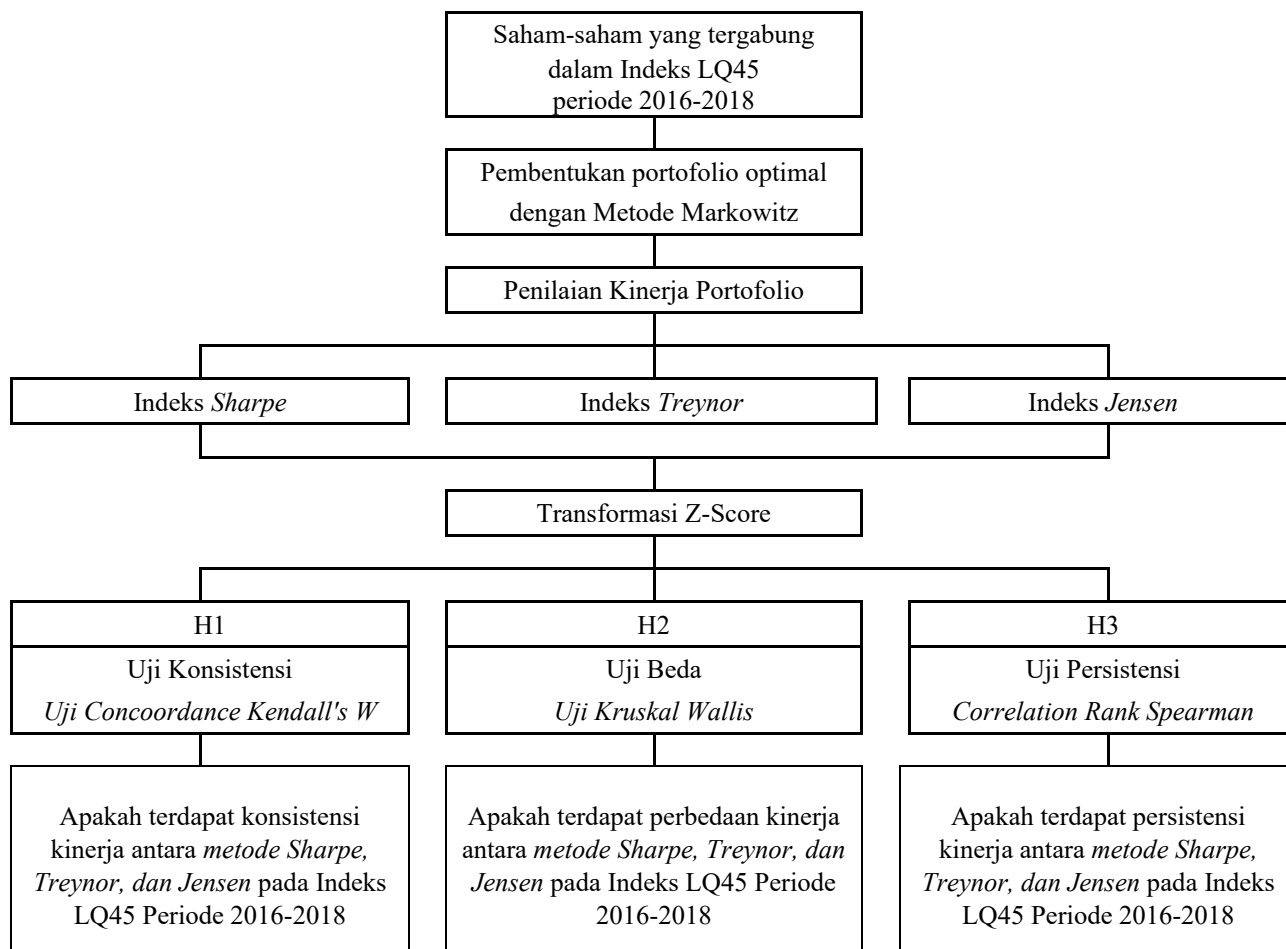 Saham-saham yang tergabung
dalam Indeks LQ45
periode 2016-2018
Pembentukan portofolio optimal
dengan Metode Markowitz
Penilaian Kinerja Portofolio
Indeks Sharpe
Indeks Treynor
Indeks Jensen
Transformasi Z-Score
H1
Uji Konsistensi
Uji Concoordance Kendall's W
H2
Uji Beda
Uji Kruskal Wallis
H3
Uji Persistensi
Correlation Rank Spearman
Apakah terdapat konsistensi
kinerja antara metode Sharpe,
Treynor, dan Jensen pada Indeks
LQ45 Periode 2016-2018
Apakah terdapat perbedaan kinerja
antara metode Sharpe, Treynor, dan
Jensen pada Indeks LQ45 Periode
2016-2018
Apakah terdapat persistensi
kinerja antara metode Sharpe,
Treynor, dan Jensen pada Indeks
LQ45 Periode 2016-2018